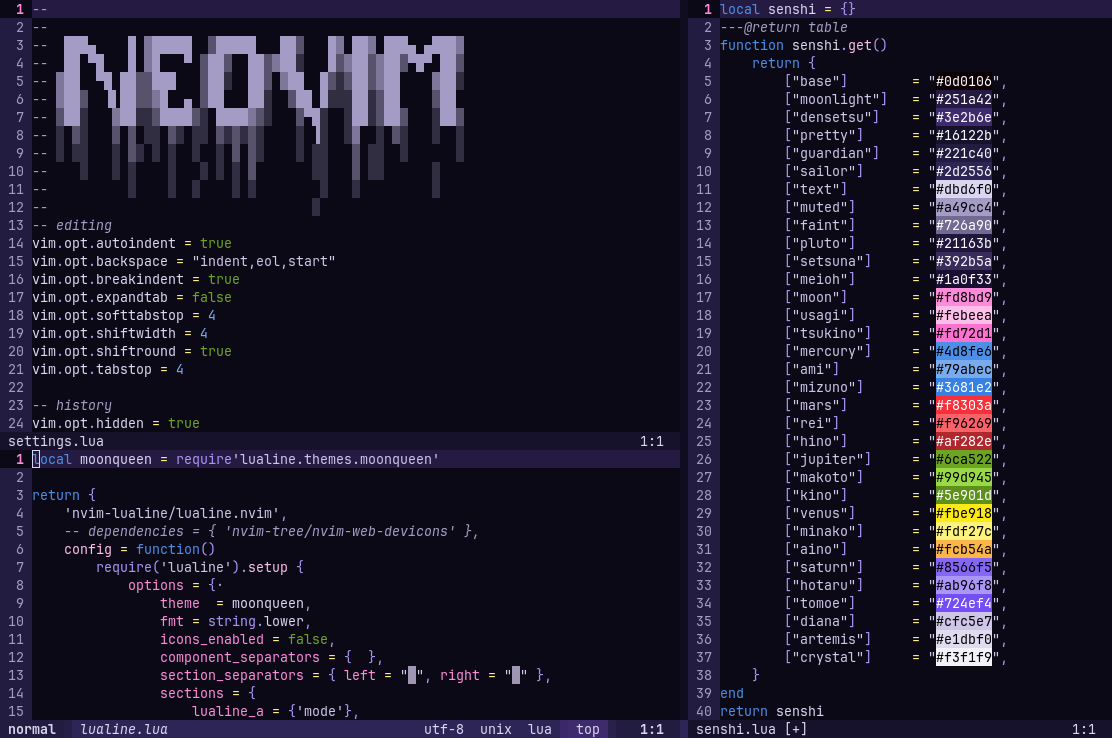 1 --
2 --
3 --
4 --
5 --
6 --
7 --
8 --
9 --
10 --
11 --
12 --
13 -- editing
14 vim.opt.autoindent = true
15 vim.opt.backspace = "indent,eol,start"
16 vim.opt.breakindent = true
17 vim.opt.expandtab = false
18 vim.opt.softtabstop = 4
19 vim.opt.shiftwidth = 4
20 vim.opt.shiftround = true
21 vim.opt.tabstop = 4
22
23 -- history
24 vim.opt.hidden = true
settings.lua 1:1
1 local moonqueen = require'lualine.themes.moonqueen'
2
3 return {
4     'nvim-lualine/lualine.nvim',
5     -- dependencies = { 'nvim-tree/nvim-web-devicons' },
6     config = function()
7         require('lualine').setup {
8             options = {·
9                 theme  = moonqueen,
10                 fmt = string.lower,
11                 icons_enabled = false,
12                 component_separators = {  },
13                 section_separators = { left = "█", right = "█" },
14                 sections = {
15                     lualine_a = {'mode'},
normal lualine.lua utf-8 unix lua top 1:1
1 local senshi = {}
2 ---@return table
3 function senshi.get()
4     return {
5         ["base"]        = "#0d0106",
6         ["moonlight"]   = "#251a42",
7         ["densetsu"]    = "#3e2b6e",
8         ["pretty"]      = "#16122b",
9         ["guardian"]    = "#221c40",
10         ["sailor"]      = "#2d2556",
11         ["text"]        = "#dbd6f0",
12         ["muted"]       = "#a49cc4",
13         ["faint"]       = "#726a90",
14         ["pluto"]       = "#21163b",
15         ["setsuna"]     = "#392b5a",
16         ["meioh"]       = "#1a0f33",
17         ["moon"]        = "#fd8bd9",
18         ["usagi"]       = "#febeea",
19         ["tsukino"]     = "#fd72d1",
20         ["mercury"]     = "#4d8fe6",
21         ["ami"]         = "#79abec",
22         ["mizuno"]      = "#3681e2",
23         ["mars"]        = "#f8303a",
24         ["rei"]         = "#f96269",
25         ["hino"]        = "#af282e",
26         ["jupiter"]     = "#6ca522",
27         ["makoto"]      = "#99d945",
28         ["kino"]        = "#5e901d",
29         ["venus"]       = "#fbe918",
30         ["minako"]      = "#fdf27c",
31         ["aino"]        = "#fcb54a",
32         ["saturn"]      = "#8566f5",
33         ["hotaru"]      = "#ab96f8",
34         ["tomoe"]       = "#724ef4",
35         ["diana"]       = "#cfc5e7",
36         ["artemis"]     = "#e1dbf0",
37         ["crystal"]     = "#f3f1f9",
38     }
39 end
40 return senshi
senshi.lua [+] 1:1